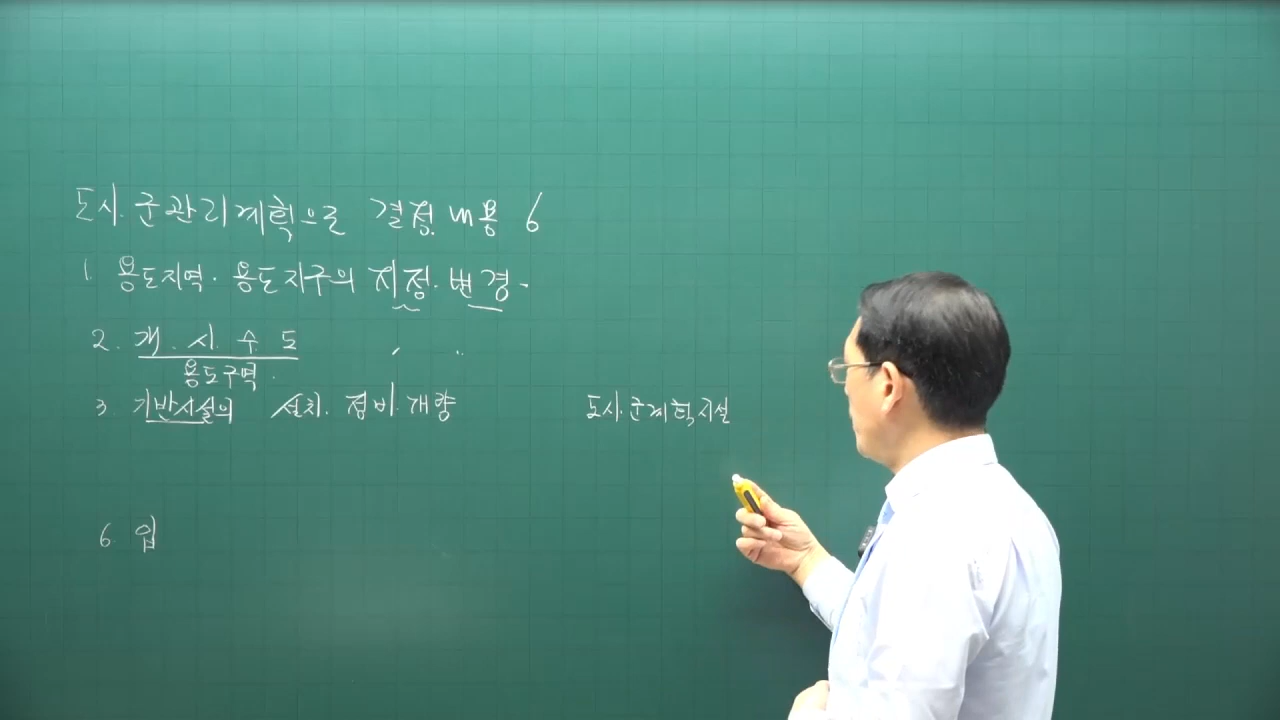 도시.군관리계획으로 결정 내용 6
1. 용도지역·용도지구의 지정·변경.
2. 개.시.수.도 〃 〃
용도구역.
3. 기반시설의 설치.정비.개량 도시.군계획시설
6. 입